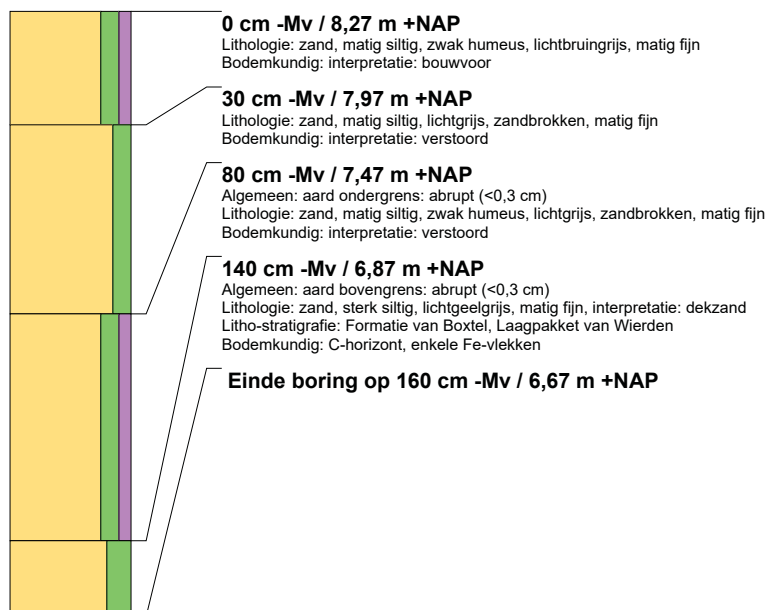 0 cm -Mv / 8,27 m +NAP
Lithologie: zand, matig siltig, zwak humeus, lichtbruingrijs, matig fijn
Bodemkundig: interpretatie: bouwvoor
30 cm -Mv / 7,97 m +NAP
Lithologie: zand, matig siltig, lichtgrijs, zandbrokken, matig fijn
Bodemkundig: interpretatie: verstoord
80 cm -Mv / 7,47 m +NAP
Algemeen: aard ondergrens: abrupt (<0,3 cm)
Lithologie: zand, matig siltig, zwak humeus, lichtgrijs, zandbrokken, matig fijn
Bodemkundig: interpretatie: verstoord
140 cm -Mv / 6,87 m +NAP
Algemeen: aard bovengrens: abrupt (<0,3 cm)
Lithologie: zand, sterk siltig, lichtgeelgrijs, matig fijn, interpretatie: dekzand
Litho-stratigrafie: Formatie van Boxtel, Laagpakket van Wierden
Bodemkundig: C-horizont, enkele Fe-vlekken
Einde boring op 160 cm -Mv / 6,67 m +NAP